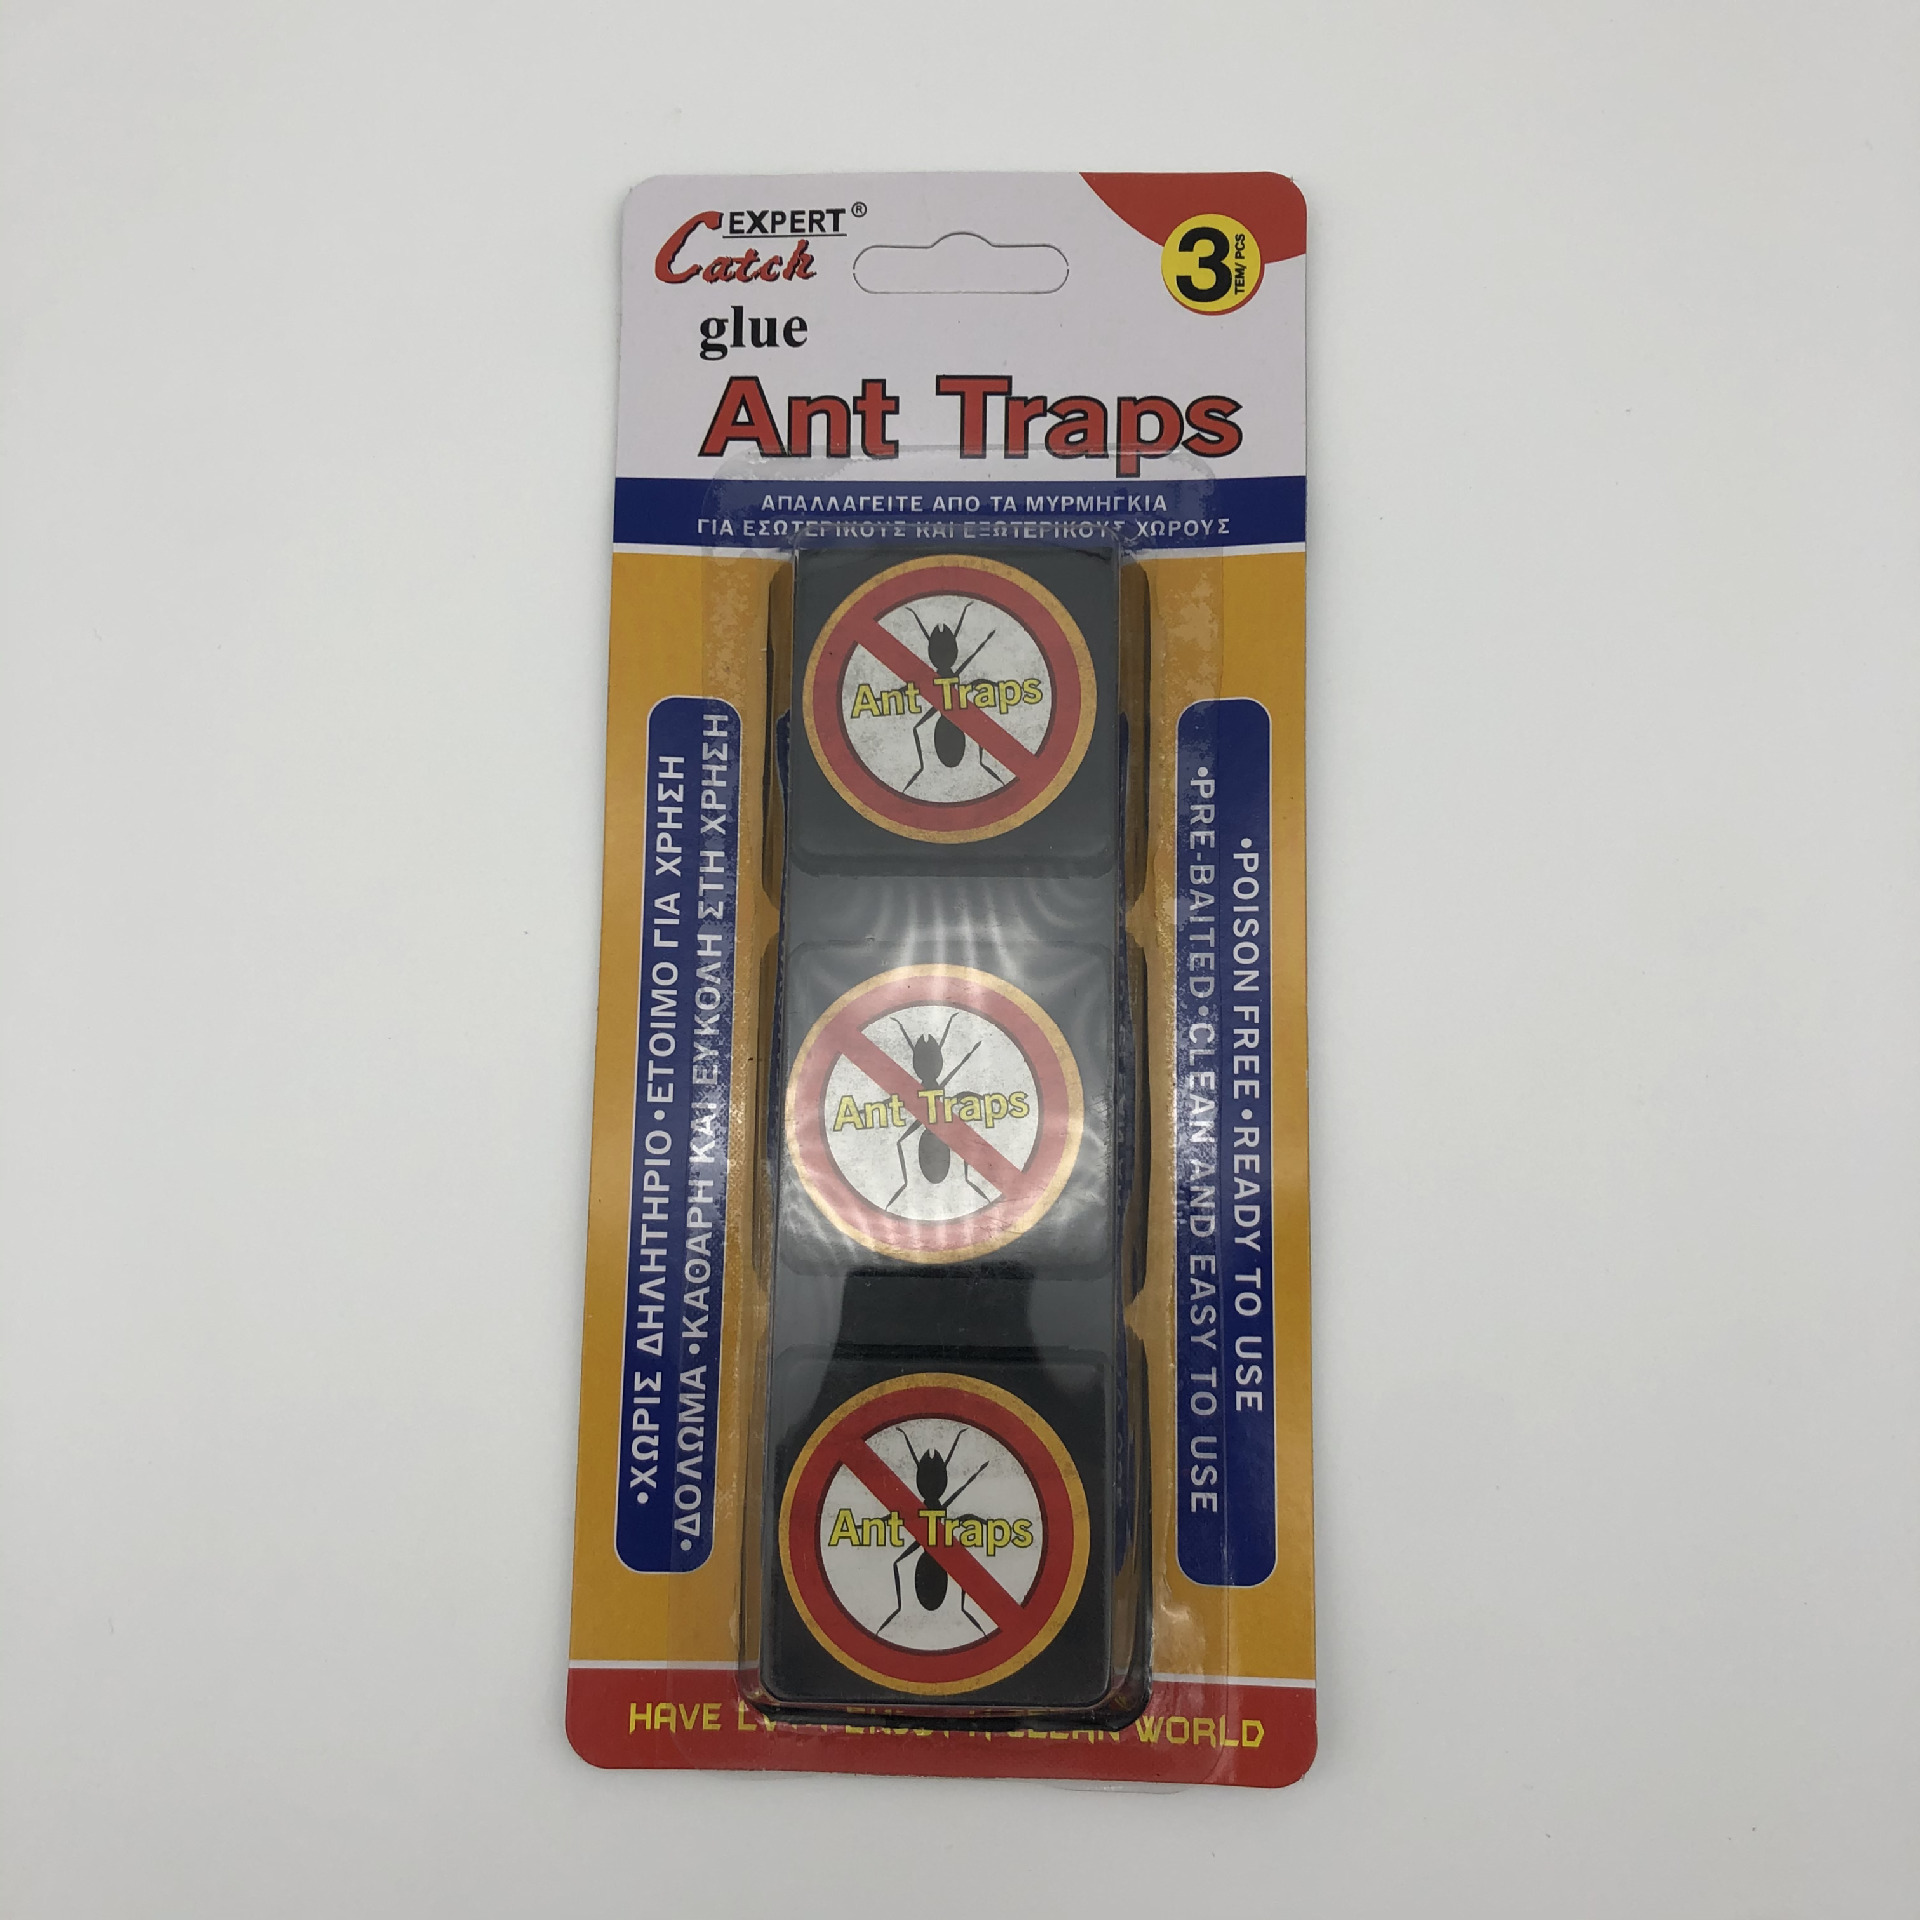 EXPERT®
Catch
3
ΤΕΜ/ PCS
glue
Ant Traps
ΑΠΑΛΛΑΓΕΙΤΕ ΑΠΟ ΤΑ ΜΥΡΜΗΓΚΙΑ
ΓΙΑ ΕΣΩΤΕΡΙΚΟΥΣ ΚΑΙ ΕΞΩΤΕΡΙΚΟΥΣ ΧΩΡΟΥΣ
•ΧΩΡΙΣ ΔΗΛΗΤΗΡΙΟ•ΕΤΟΙΜΟ ΓΙΑ ΧΡΗΣΗ
•ΔΟΛΩΜΑ •ΚΑΘΑΡΗ ΚΑΙ ΕΥΚΟΛΗ ΣΤΗ ΧΡΗΣΗ
Ant Traps
Ant Traps
Ant Traps
•POISON FREE•READY TO USE
•PRE-BAITED•CLEAN AND EASY TO USE
HAVE CLEAN WORLD